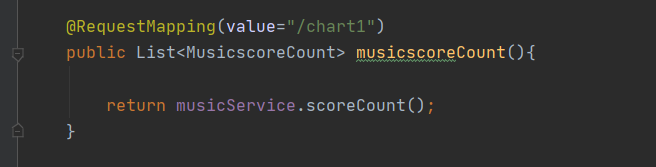 @RequestMapping(value="/chart1")
public List<MusicscoreCount> musicscoreCount(){
return musicService.scoreCount();
}